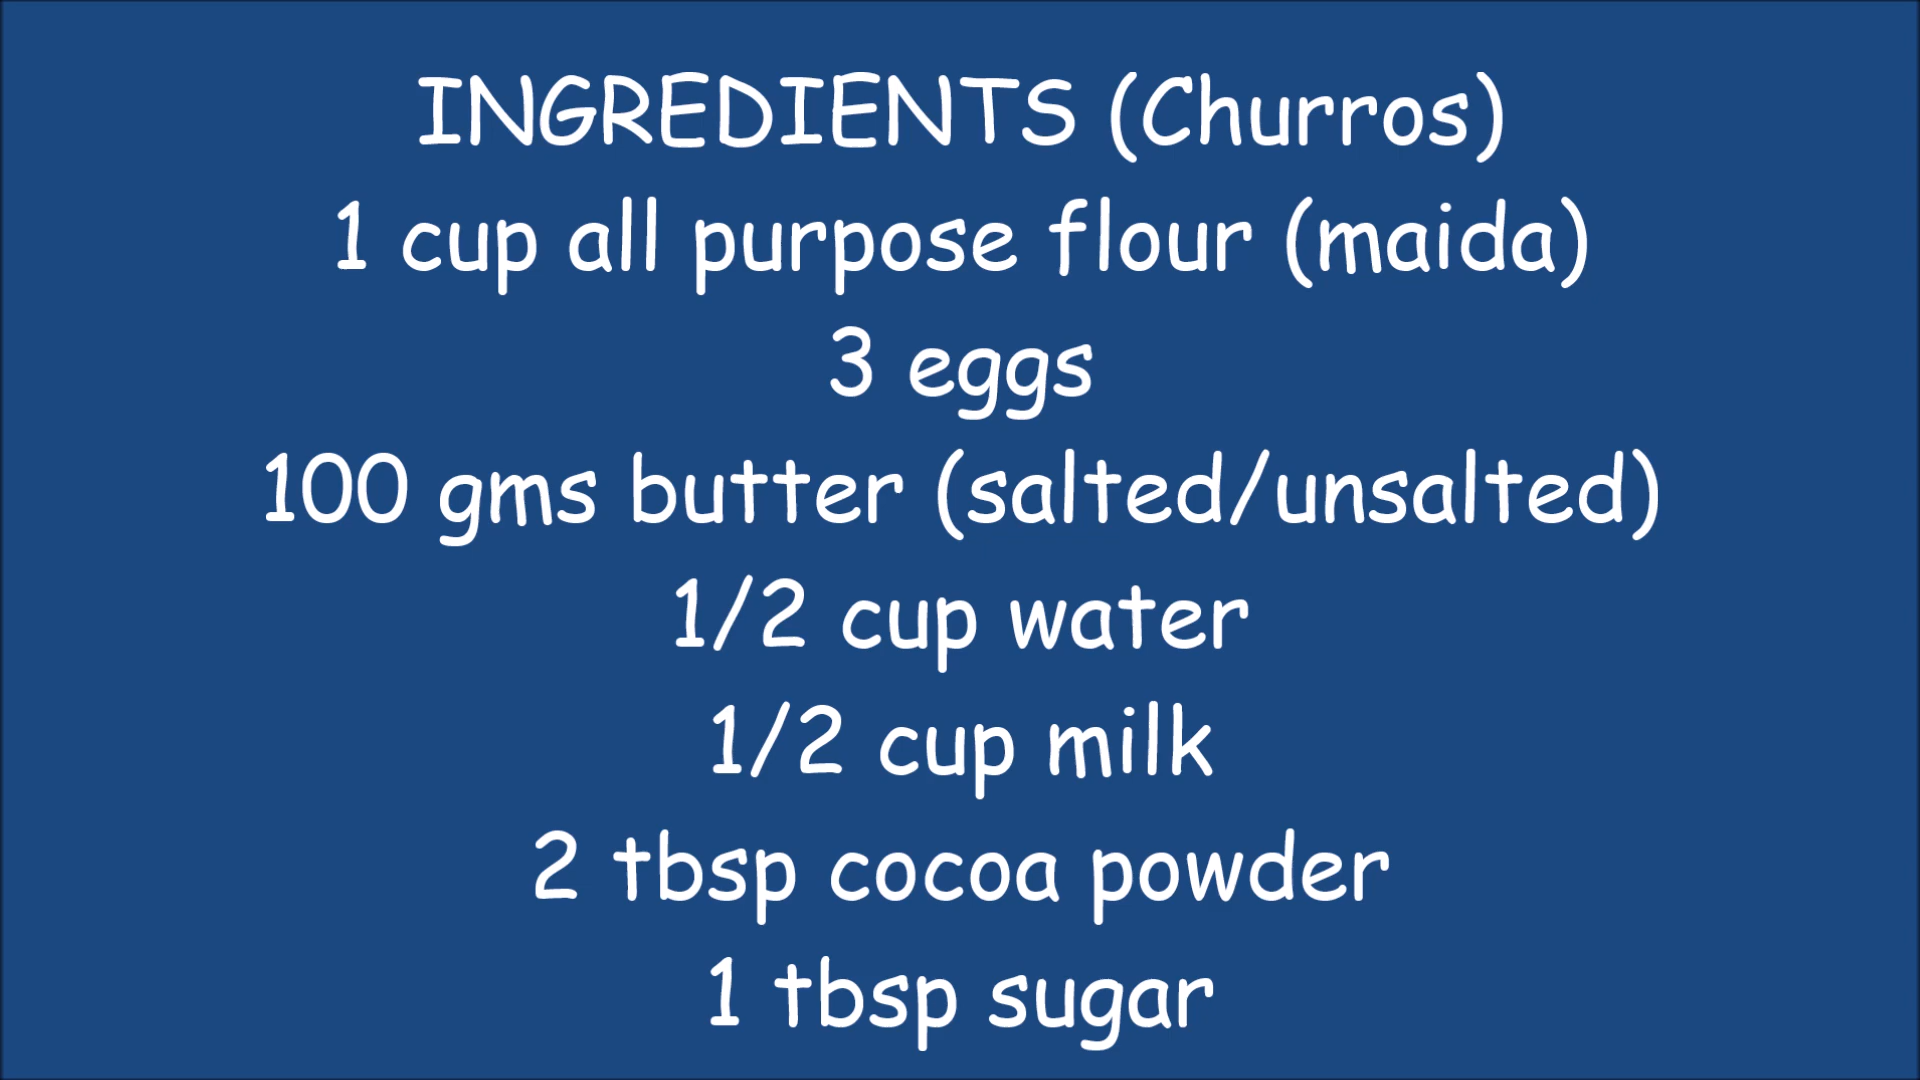 INGREDIENTS (Churros)
1 cup all purpose flour (maida)
3 eggs
100 gms butter (salted/unsalted)
1/2 cup water
1/2 cup milk
2 tbsp cocoa powder
1 tbsp sugar